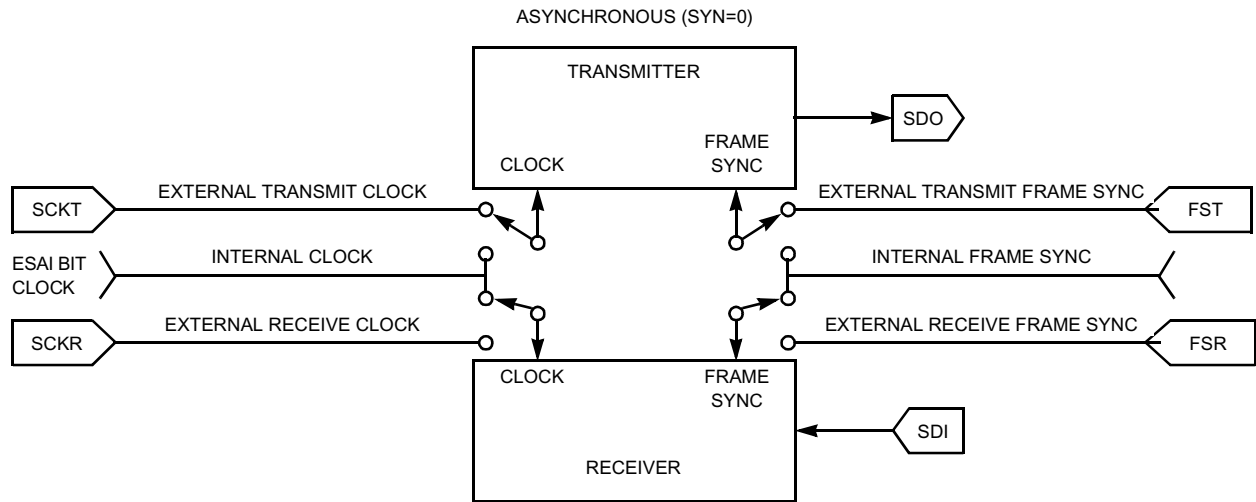 ASYNCHRONOUS (SYN=0)
TRANSMITTER
SDO
CLOCK
FRAME
SYNC
SCKT
EXTERNAL TRANSMIT CLOCK
EXTERNAL TRANSMIT FRAME SYNC
FST
ESAI BIT
CLOCK
INTERNAL CLOCK
INTERNAL FRAME SYNC
SCKR
EXTERNAL RECEIVE CLOCK
EXTERNAL RECEIVE FRAME SYNC
FSR
CLOCK
FRAME
SYNC
SDI
RECEIVER